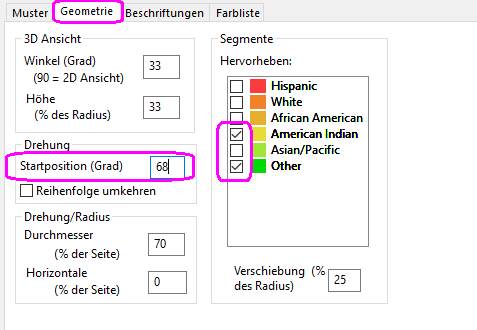 Muster Geometrie Beschriftungen Farbliste
3D Ansicht
Winkel (Grad) 33
(90 = 2D Ansicht)
Höhe 33
(% des Radius)
Drehung
Startposition (Grad) 68
Reihenfolge umkehren
Drehung/Radius
Durchmesser 70
(% der Seite)
Horizontale 0
(% der Seite)
Segmente
Hervorheben:
Hispanic
White
African American
American Indian
Asian/Pacific
Other
Verschiebung (% 25
des Radius)